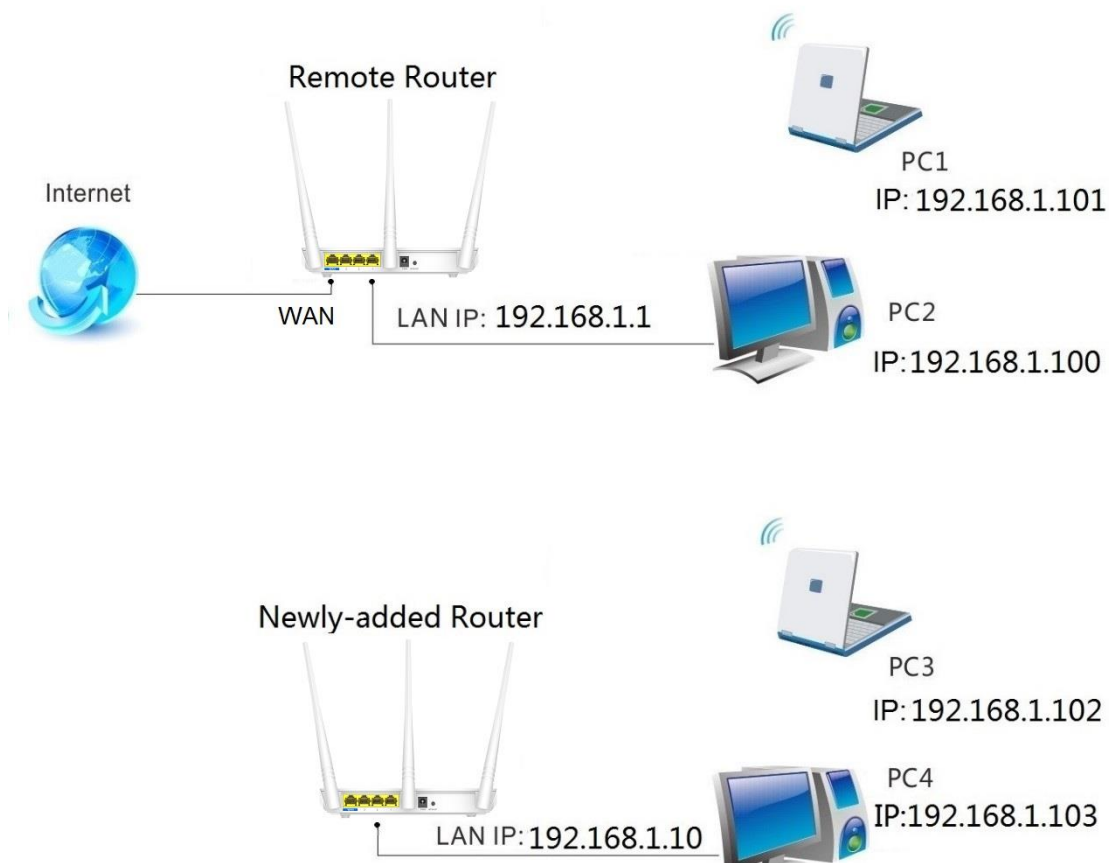 Remote Router
Internet
PC1
IP: 192.168.1.101
WAN
LAN IP: 192.168.1.1
PC2
IP:192.168.1.100
Newly-added Router
PC3
IP:192.168.1.102
PC4
IP:192.168.1.103
LAN IP: 192.168.1.10